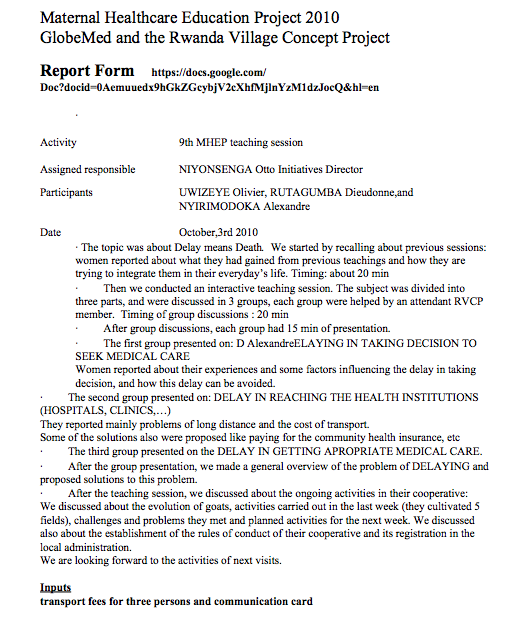 Maternal Healthcare Education Project 2010
GlobeMed and the Rwanda Village Concept Project
Report Form https://docs.google.com/
Doc?docid=0Aemuuedx9hGkZGcybjV2cXhfMjlnYzM1dzJocQ&hl=en
.
Activity 9th MHEP teaching session
Assigned responsible NIYONSENGA Otto Initiatives Director
Participants UWIZEYE Olivier, RUTAGUMBA Dieudonne,and
NYIRIMODOKA Alexandre
Date October,3rd 2010
· The topic was about Delay means Death. We started by recalling about previous sessions:
women reported about what they had gained from previous teachings and how they are
trying to integrate them in their everyday's life. Timing: about 20 min
· Then we conducted an interactive teaching session. The subject was divided into
three parts, and were discussed in 3 groups, each group were helped by an attendant RVCP
member. Timing of group discussions : 20 min
· After group discussions, each group had 15 min of presentation.
· The first group presented on: D AlexandreELAYING IN TAKING DECISION TO
SEEK MEDICAL CARE
Women reported about their experiences and some factors influencing the delay in taking
decision, and how this delay can be avoided.
· The second group presented on: DELAY IN REACHING THE HEALTH INSTITUTIONS
(HOSPITALS, CLINICS,…)
They reported mainly problems of long distance and the cost of transport.
Some of the solutions also were proposed like paying for the community health insurance, etc
· The third group presented on the DELAY IN GETTING APROPRIATE MEDICAL CARE.
· After the group presentation, we made a general overview of the problem of DELAYING and
proposed solutions to this problem.
· After the teaching session, we discussed about the ongoing activities in their cooperative:
We discussed about the evolution of goats, activities carried out in the last week (they cultivated 5
fields), challenges and problems they met and planned activities for the next week. We discussed
also about the establishment of the rules of conduct of their cooperative and its registration in the
local administration.
We are looking forward to the activities of next visits.
Inputs
transport fees for three persons and communication card